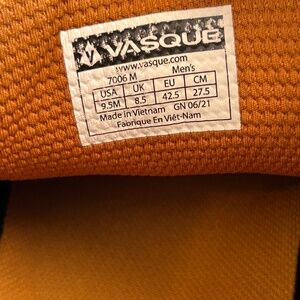 VASQUE
www.vasque.com
7006 M Men's
USA UK EU CM
9.5M 8.5 42.5 27.5
Made in Vietnam GN 06/21
Fabrique En Viêt-Nam